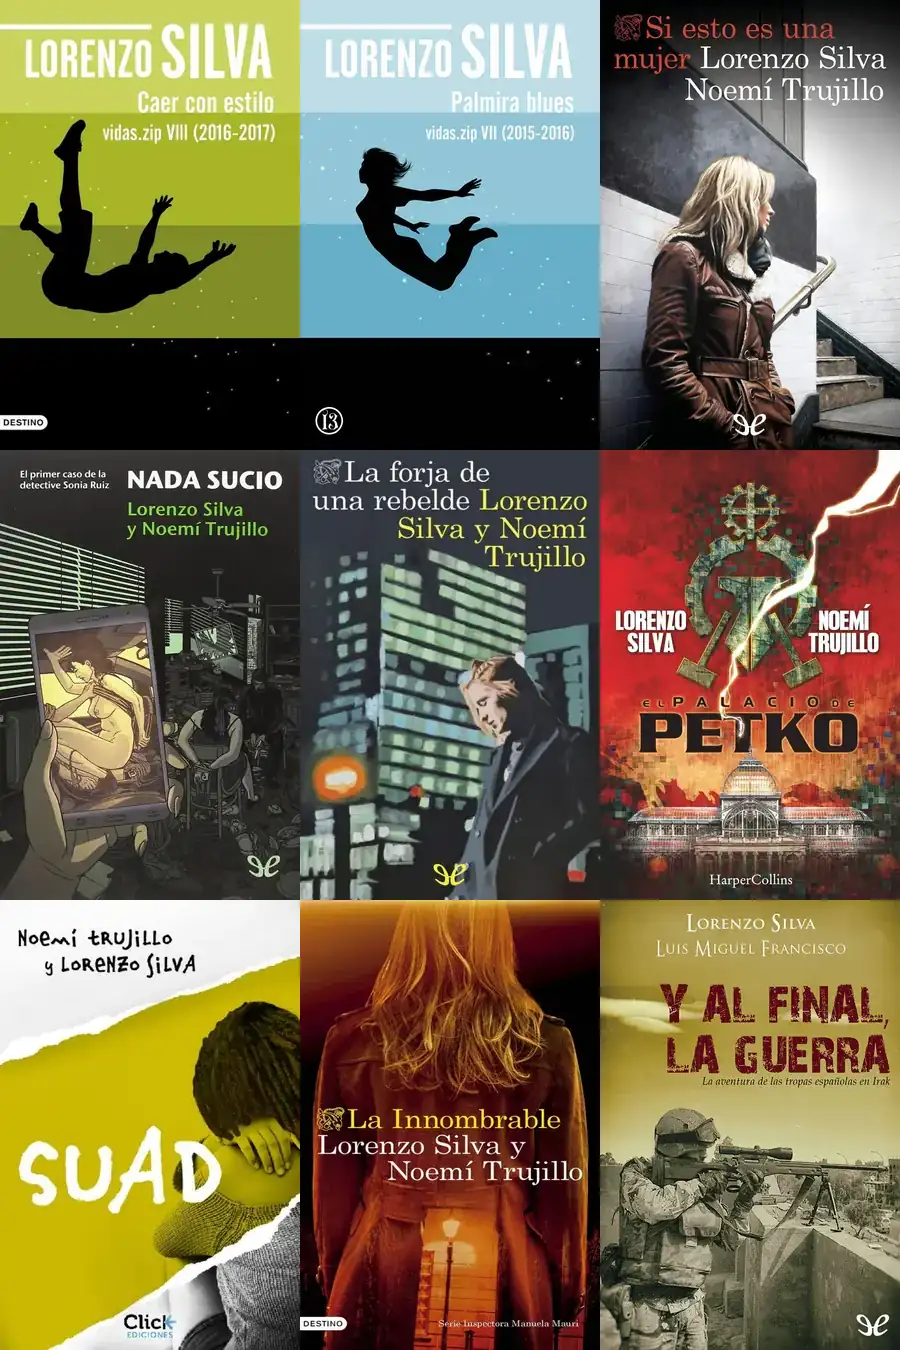 LORENZO SILVA
Caer con estilo
vidas.zip VIII (2016-2017)
DESTINO
LORENZO SILVA
Palmira blues
vidas.zip VII (2015-2016)
13
Si esto es una
mujer Lorenzo Silva
Noemí Trujillo
El primer caso de la
detective Sonia Ruiz
NADA SUCIO
Lorenzo Silva
y Noemí Trujillo
La forja de
una rebelde Lorenzo
Silva y Noemí
Trujillo
LORENZO
SILVA
NOEMÍ
TRUJILLO
EL PALACIO DE
PETKO
HarperCollins
Noemí TRUJILLO
y LORENZO SILVA
SUAD
Click
EDICIONES
La Innombrable
Lorenzo Silva y
Noemí Trujillo
DESTINO
Serie Inspectora Manuela Mauri
LORENZO SILVA
LUIS MIGUEL FRANCISCO
Y AL FINAL,
LA GUERRA
La aventura de las tropas españolas en Irak